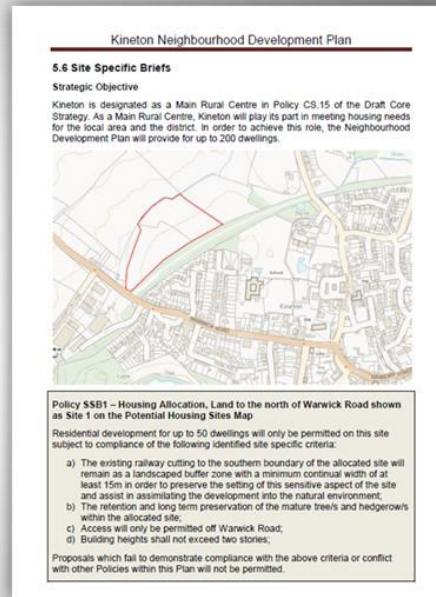 Kineton Neighbourhood Development Plan
5.6 Site Specific Briefs
Strategic Objective
Kineton is designated as a Main Rural Centre in Policy CS.15 of the Draft Core
Strategy. As a Main Rural Centre, Kineton will play its part in meeting housing needs
for the local area and the district. In order to achieve this role, the Neighbourhood
Development Plan will provide for up to 200 dwellings.
Kineton
Policy SSB1 – Housing Allocation, Land to the north of Warwick Road shown
as Site 1 on the Potential Housing Sites Map
Residential development for up to 50 dwellings will only be permitted on this site
subject to compliance of the following identified site specific criteria:
a) The existing railway cutting to the southern boundary of the allocated site will
remain as a landscaped buffer zone with a minimum continual width of at
least 15m in order to preserve the setting of this sensitive aspect of the site
and assist in assimilating the development into the natural environment;
b) The retention and long term preservation of the mature tree/s and hedgerow/s
within the allocated site;
c) Access will only be permitted off Warwick Road;
d) Building heights shall not exceed two stories;
Proposals which fail to demonstrate compliance with the above criteria or conflict
with other Policies within this Plan will not be permitted.